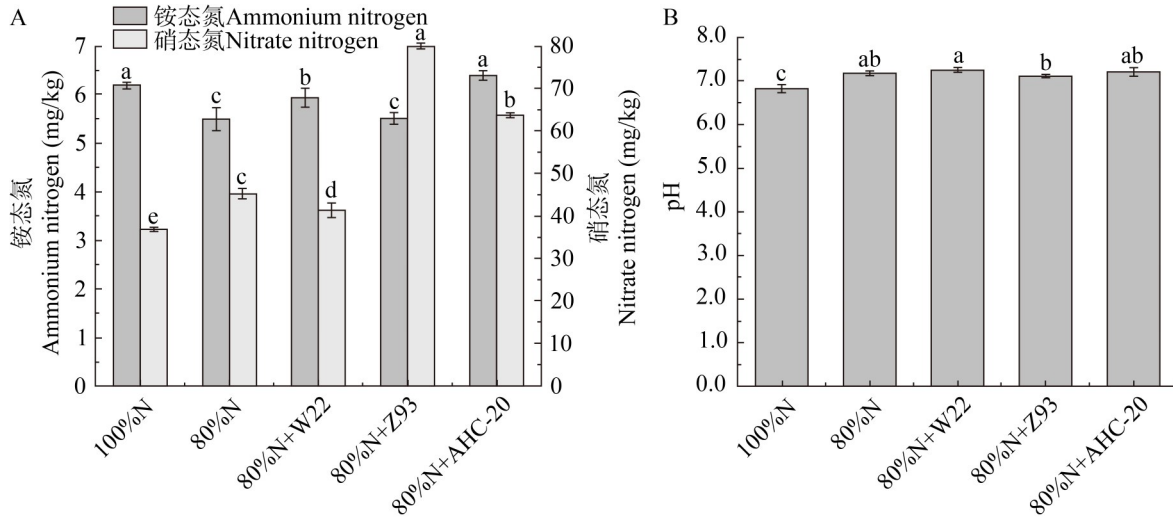 A
铵态氮Ammonium nitrogen
硝态氮Nitrate nitrogen
铵态氮
Ammonium nitrogen (mg/kg)
7
6
5
4
3
2
1
0
a
e
c
c
b
d
c
a
a
b
80
70
60
50
40
30
20
10
0
硝态氮
Nitrate nitrogen (mg/kg)
100%N
80%N
80%N+W22
80%N+Z93
80%N+AHC-20
B
pH
8.0
7.0
6.0
5.0
4.0
3.0
2.0
1.0
0.0
c
ab
a
b
ab
100%N
80%N
80%N+W22
80%N+Z93
80%N+AHC-20